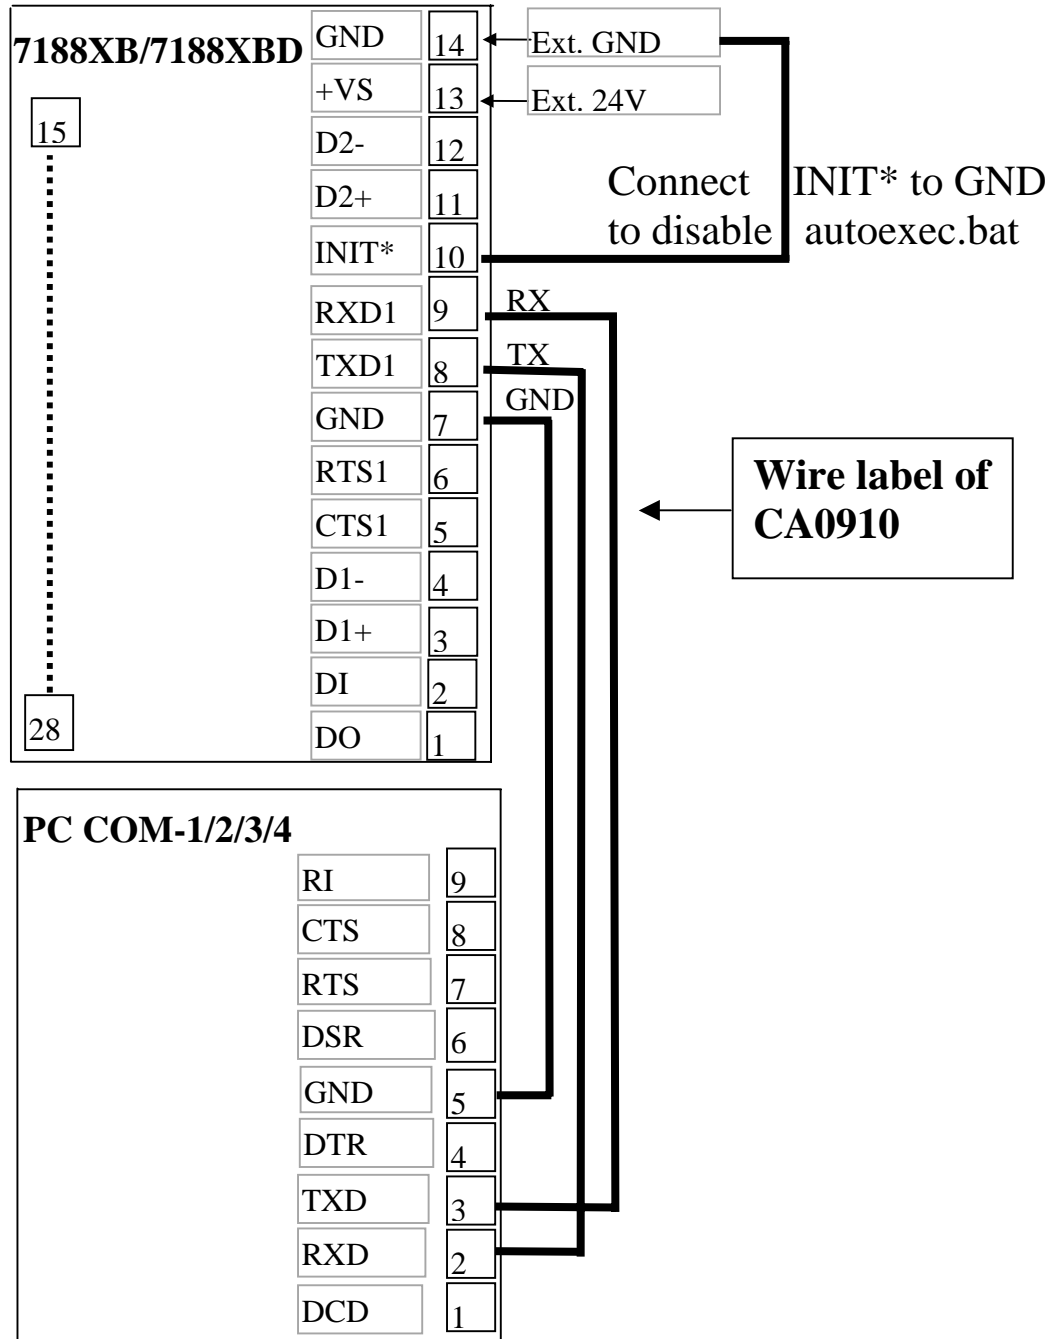 7188XB/7188XBD
GND 14 Ext. GND
+VS 13 Ext. 24V
15
D2- 12
D2+ 11
Connect INIT* to GND
to disable autoexec.bat
INIT* 10
RXD1 9 RX
TXD1 8 TX
GND 7 GND
RTS1 6
CTS1 5
D1- 4
D1+ 3
DI 2
28
DO 1
Wire label of
CA0910
PC COM-1/2/3/4
RI 9
CTS 8
RTS 7
DSR 6
GND 5
DTR 4
TXD 3
RXD 2
DCD 1